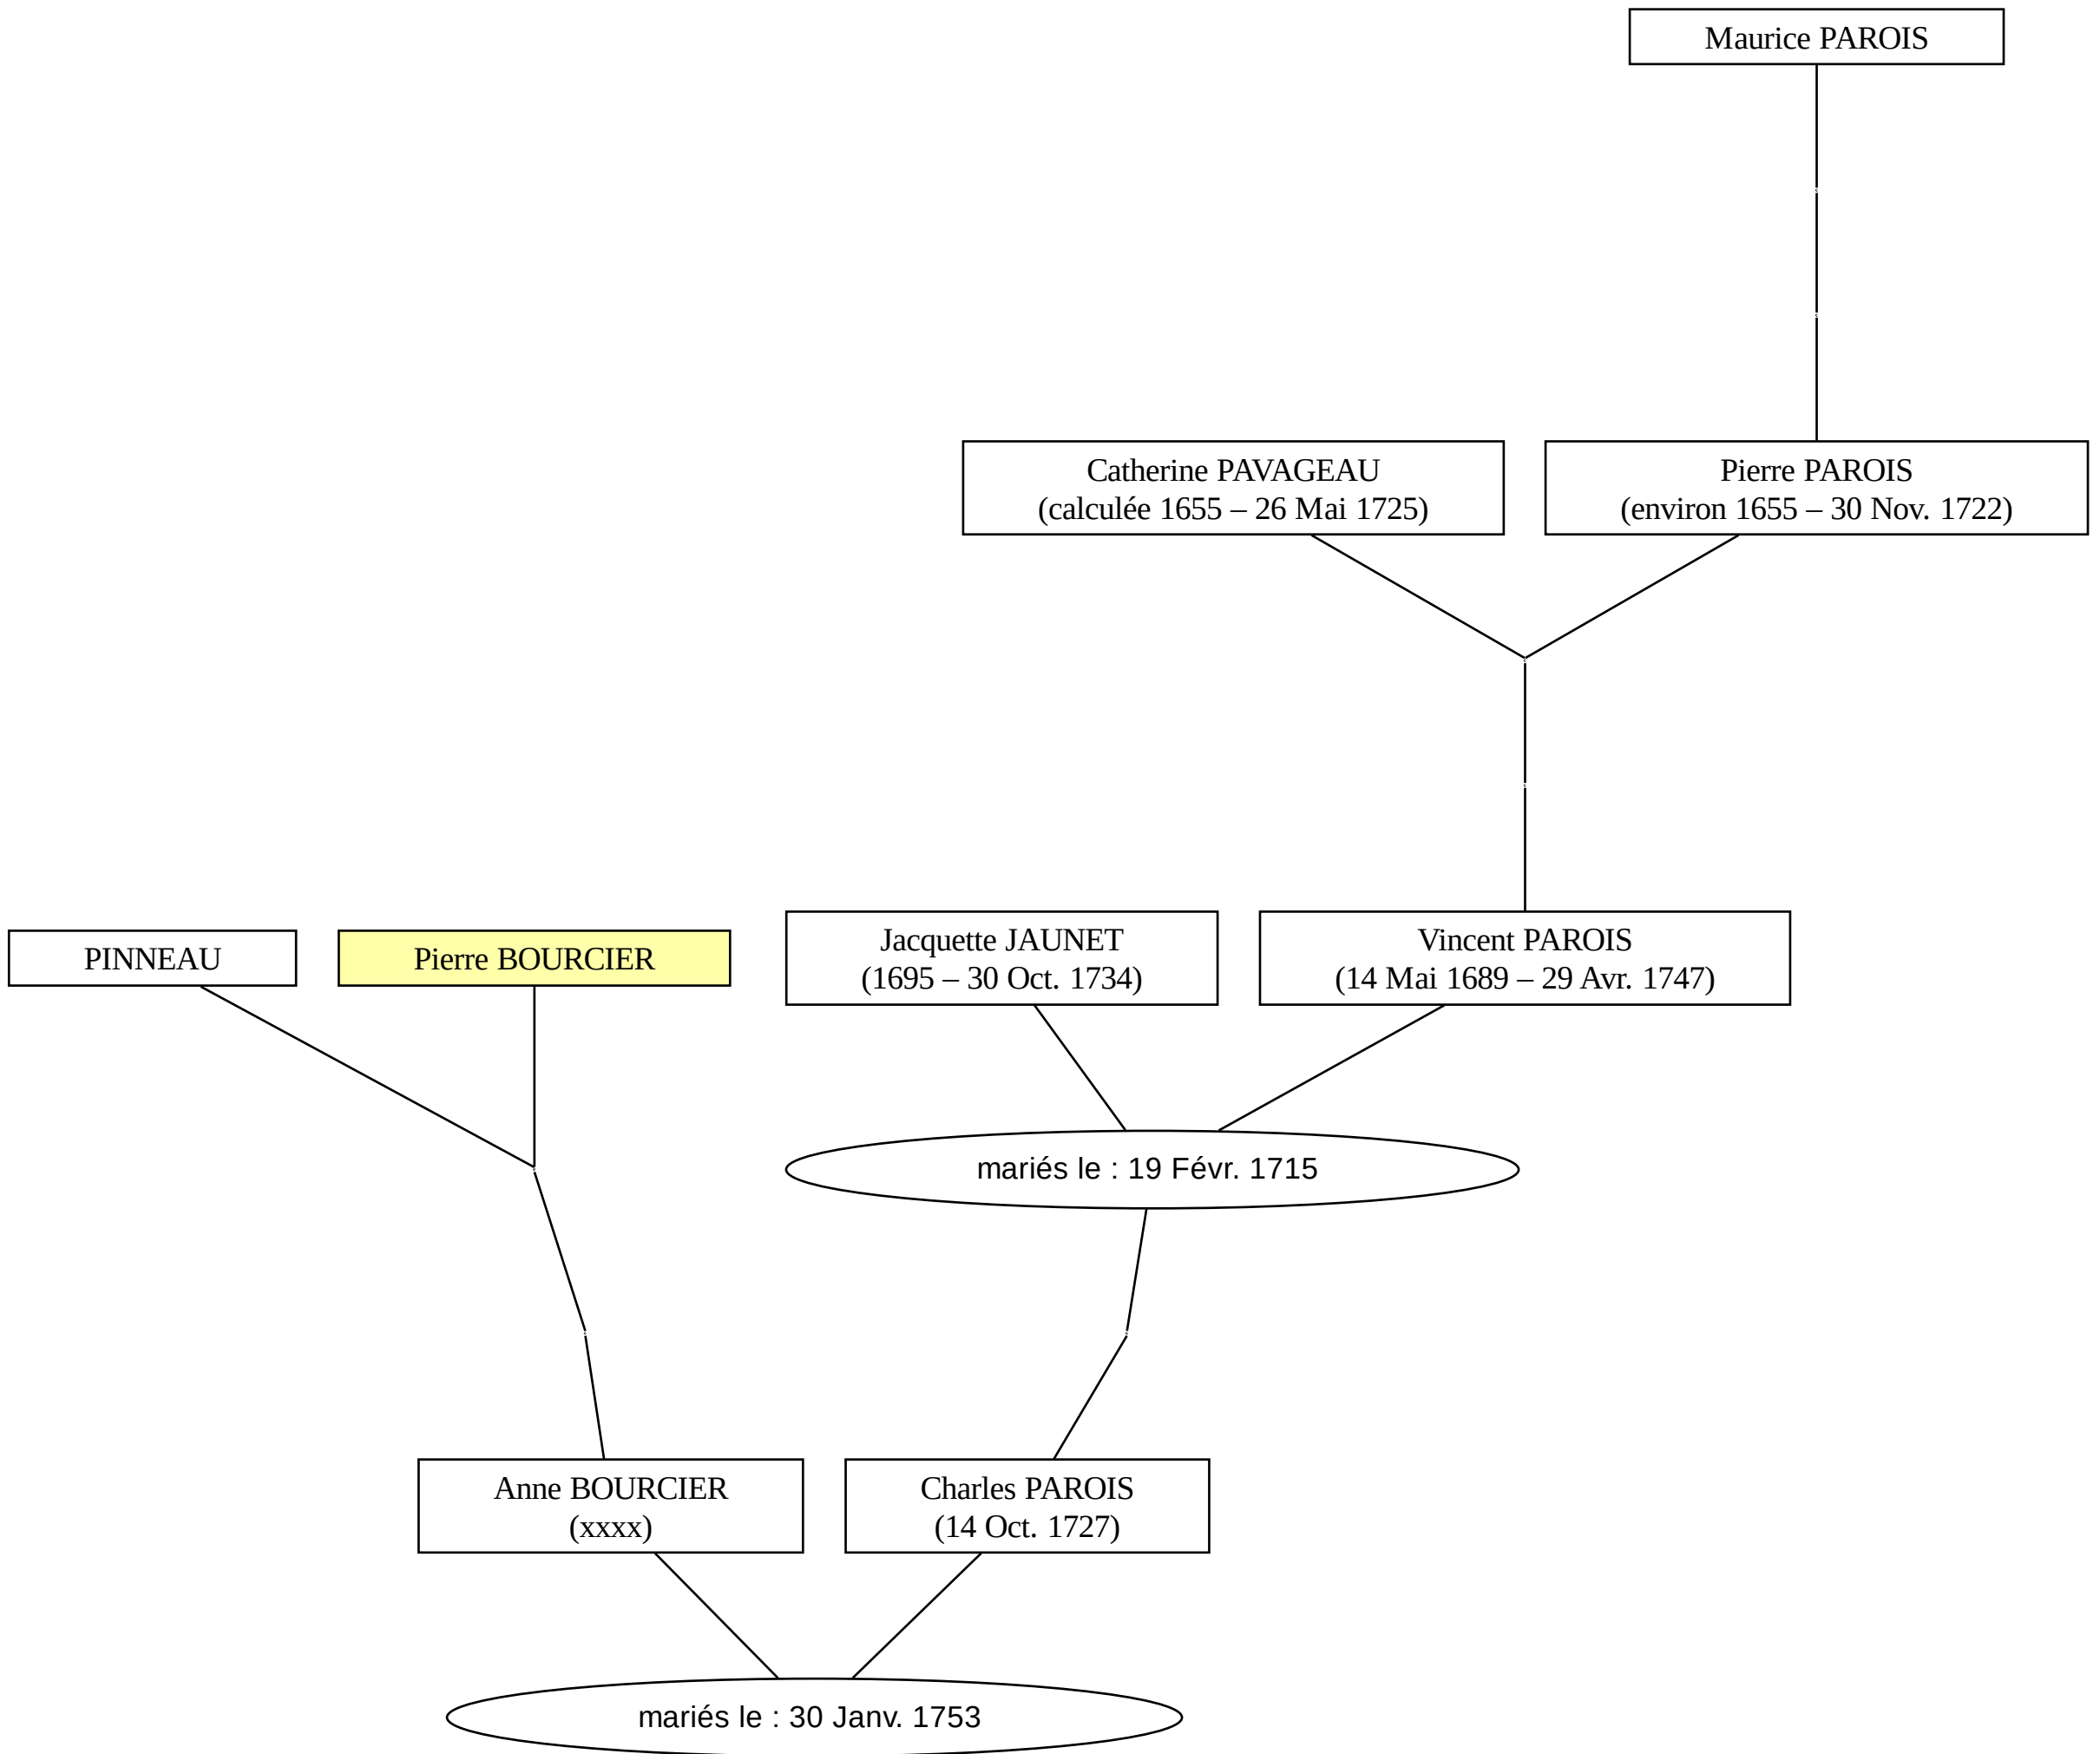 Maurice PAROIS
Catherine PAVAGEAU
(calculée 1655 – 26 Mai 1725)
Pierre PAROIS
(environ 1655 – 30 Nov. 1722)
PINNEAU
Pierre BOURCIER
Jacquette JAUNET
(1695 – 30 Oct. 1734)
Vincent PAROIS
(14 Mai 1689 – 29 Avr. 1747)
mariés le : 19 Févr. 1715
Anne BOURCIER
(xxxx)
Charles PAROIS
(14 Oct. 1727)
mariés le : 30 Janv. 1753